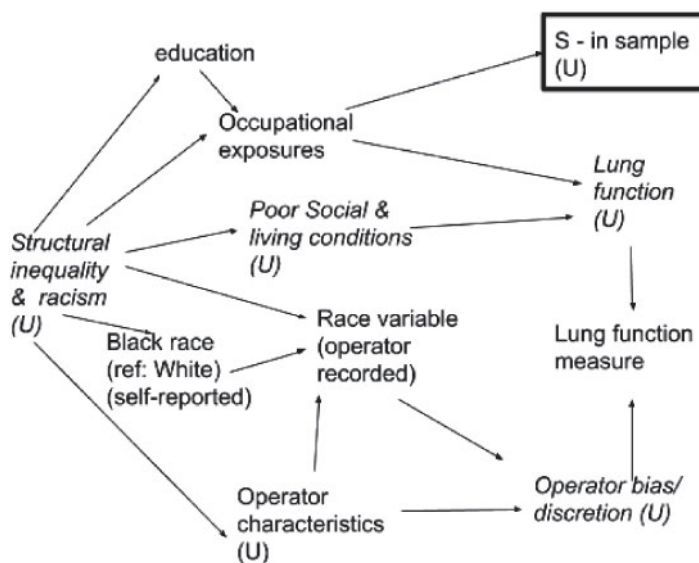 S - in sample
(U)
education
Occupational
exposures
Lung
function
(U)
Poor Social &
living conditions
(U)
Structural
inequality
& racism
(U)
Race variable
(operator
recorded)
Lung function
measure
Black race
(ref: White)
(self-reported)
Operator
characteristics
(U)
Operator bias/
discretion (U)